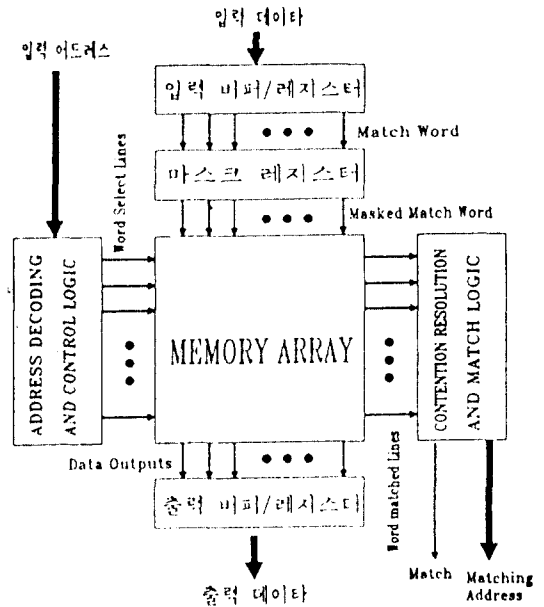 입력 데이타
입력 어드레스
입력 버퍼/레지스터
Match Word
마스크 레지스터
Word Select Lines
Masked Match Word
ADDRESS DECODING
AND CONTROL LOGIC
MEMORY ARRAY
CONTENTION RESOLUTION
AND MATCH LOGIC
Data Outputs
Word matched Lines
출력 버퍼/레지스터
출력 데이타
Match
Matching
Address